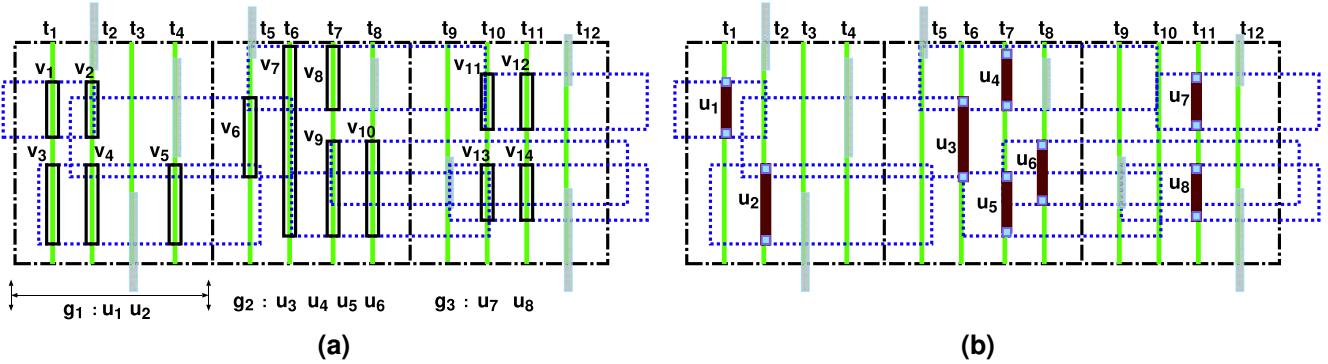 t1 t2 t3 t4 t5 t6 t7 t8 t9 t10 t11 t12
v1 v2 v7 v8 v11 v12
v6 v9 v10
v3 v4 v5 v13 v14
g1 : u1 u2 g2 : u3 u4 u5 u6 g3 : u7 u8
(a)
t1 t2 t3 t4 t5 t6 t7 t8 t9 t10 t11 t12
u1 u4 u7
u3 u6
u2 u5 u8
(b)